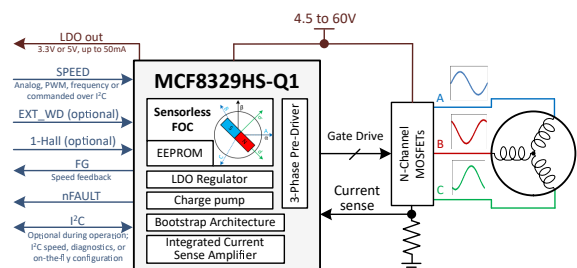 4.5 to 60V
LDO out
3.3V or 5V, up to 50mA
SPEED
Analog, PWM, frequency or
commanded over I²C
EXT_WD (optional)
1-Hall (optional)
FG
Speed feedback
nFAULT
I²C
Optional during operation;
I²C speed, diagnostics, or
on-the-fly configuration
MCF8329HS-Q1
Sensorless
FOC
EEPROM
LDO Regulator
Charge pump
Bootstrap Architecture
Integrated Current
Sense Amplifier
3-Phase Pre-Driver
Gate Drive
Current
sense
N-Channel
MOSFETs
A
B
C